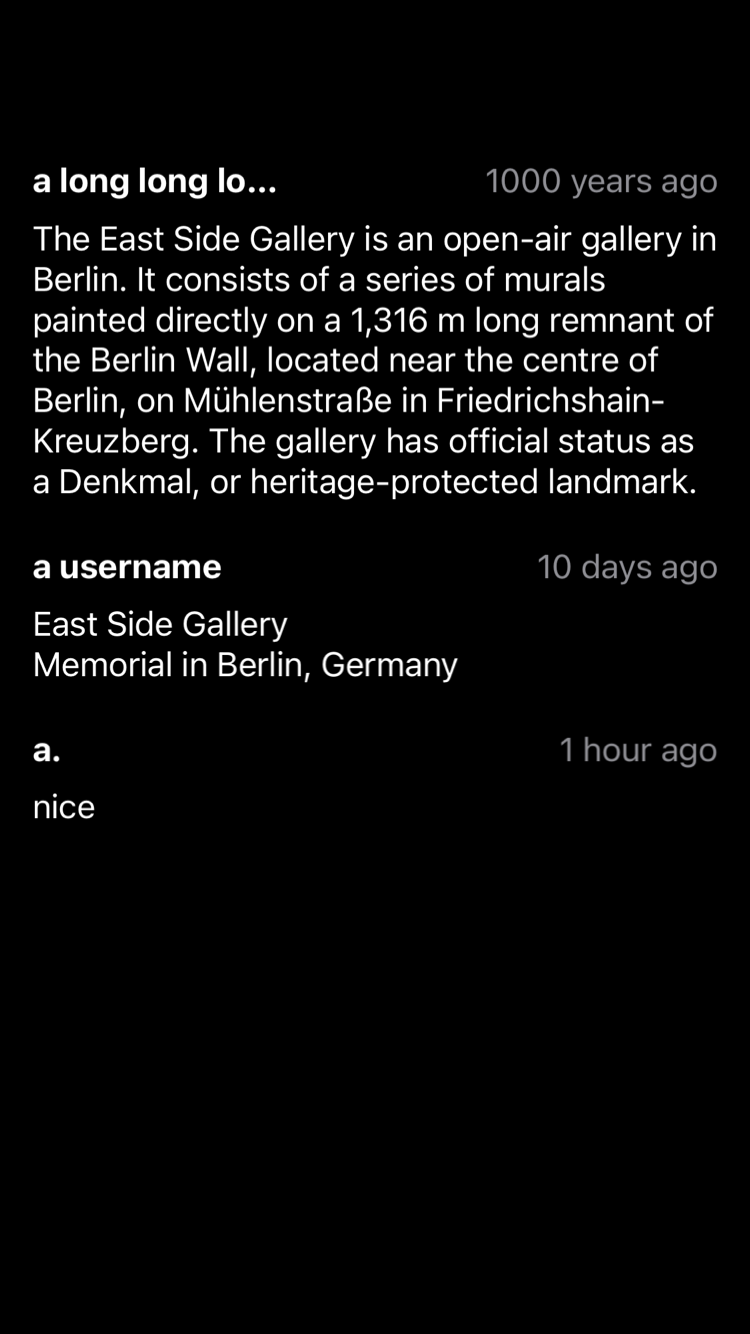 a long long lo... 1000 years ago
The East Side Gallery is an open-air gallery in
Berlin. It consists of a series of murals
painted directly on a 1,316 m long remnant of
the Berlin Wall, located near the centre of
Berlin, on Mühlenstraße in Friedrichshain-
Kreuzberg. The gallery has official status as
a Denkmal, or heritage-protected landmark.
a username 10 days ago
East Side Gallery
Memorial in Berlin, Germany
a. 1 hour ago
nice